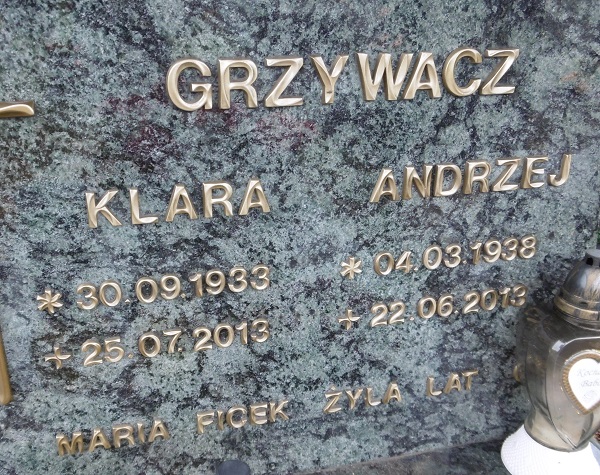 GRZYWACZ
KLARA ANDRZEJ
* 30.09.1933 * 04.03.1938
+ 25.07.2013 + 22.06.2013
MARIA FICEK ŻYŁA LAT